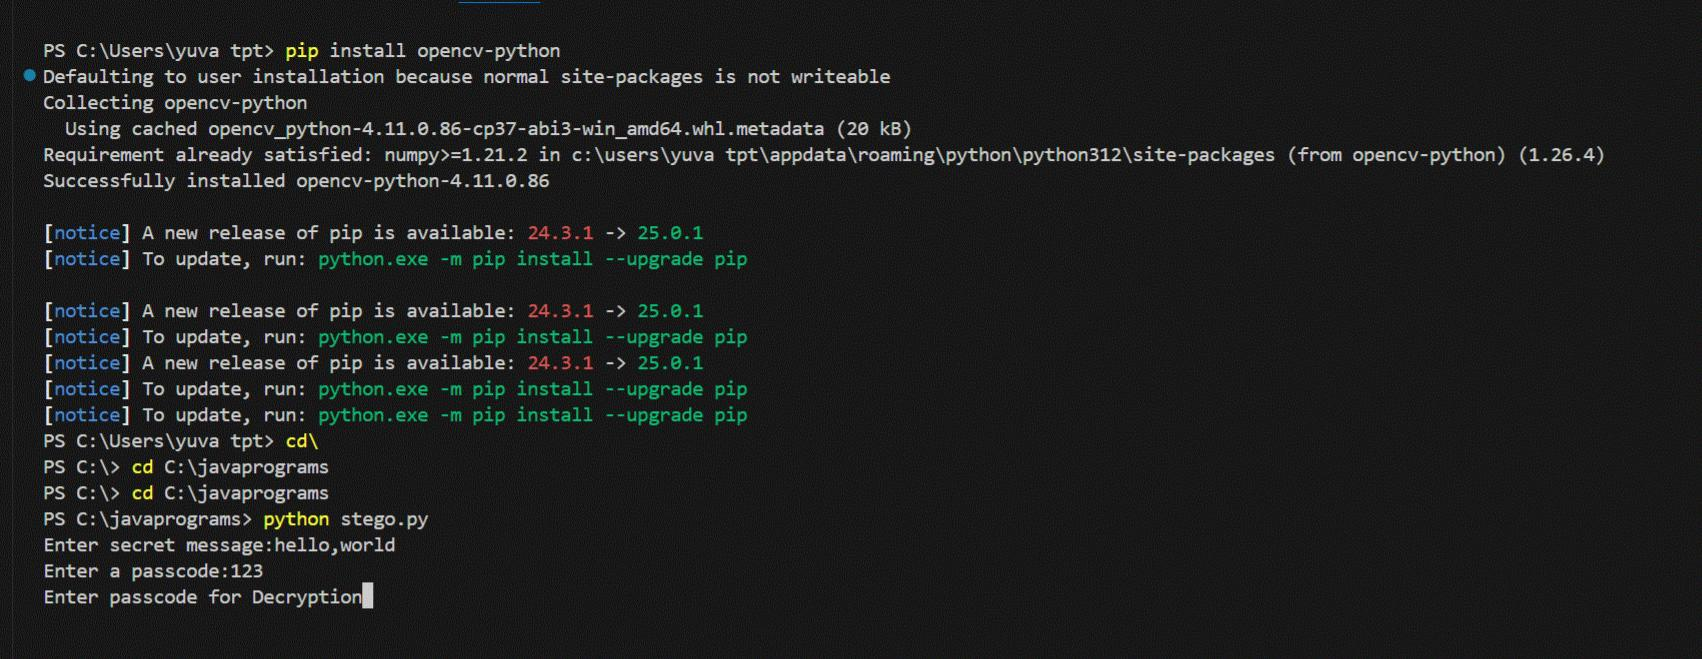 PS C:\Users\yuva tpt> pip install opencv-python
Defaulting to user installation because normal site-packages is not writeable
Collecting opencv-python
  Using cached opencv_python-4.11.0.86-cp37-abi3-win_amd64.whl.metadata (20 kB)
Requirement already satisfied: numpy>=1.21.2 in c:\users\yuva tpt\appdata\roaming\python\python312\site-packages (from opencv-python) (1.26.4)
Successfully installed opencv-python-4.11.0.86
[notice] A new release of pip is available: 24.3.1 -> 25.0.1
[notice] To update, run: python.exe -m pip install --upgrade pip
[notice] A new release of pip is available: 24.3.1 -> 25.0.1
[notice] To update, run: python.exe -m pip install --upgrade pip
[notice] A new release of pip is available: 24.3.1 -> 25.0.1
[notice] To update, run: python.exe -m pip install --upgrade pip
[notice] To update, run: python.exe -m pip install --upgrade pip
PS C:\Users\yuva tpt> cd\
PS C:\> cd C:\javaprograms
PS C:\> cd C:\javaprograms
PS C:\javaprograms> python stego.py
Enter secret message:hello,world
Enter a passcode:123
Enter passcode for Decryption